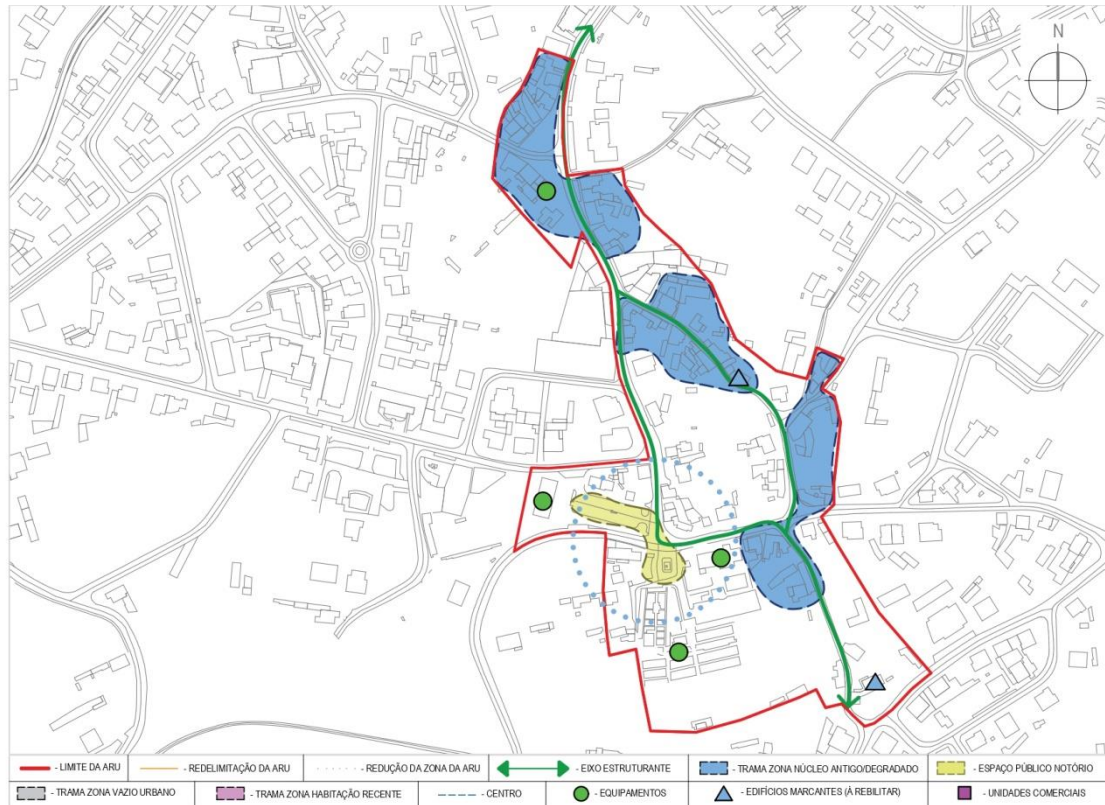 N
- LIMITE DA ARU - REDELIMITAÇÃO DA ARU - REDUÇÃO DA ZONA DA ARU - EIXO ESTRUTURANTE - TRAMA ZONA NÚCLEO ANTIGO/DEGRADADO - ESPAÇO PÚBLICO NOTÓRIO
- TRAMA ZONA VAZIO URBANO - TRAMA ZONA HABITAÇÃO RECENTE - CENTRO - EQUIPAMENTOS - EDIFÍCIOS MARCANTES (Á REBILITAR) - UNIDADES COMERCIAIS